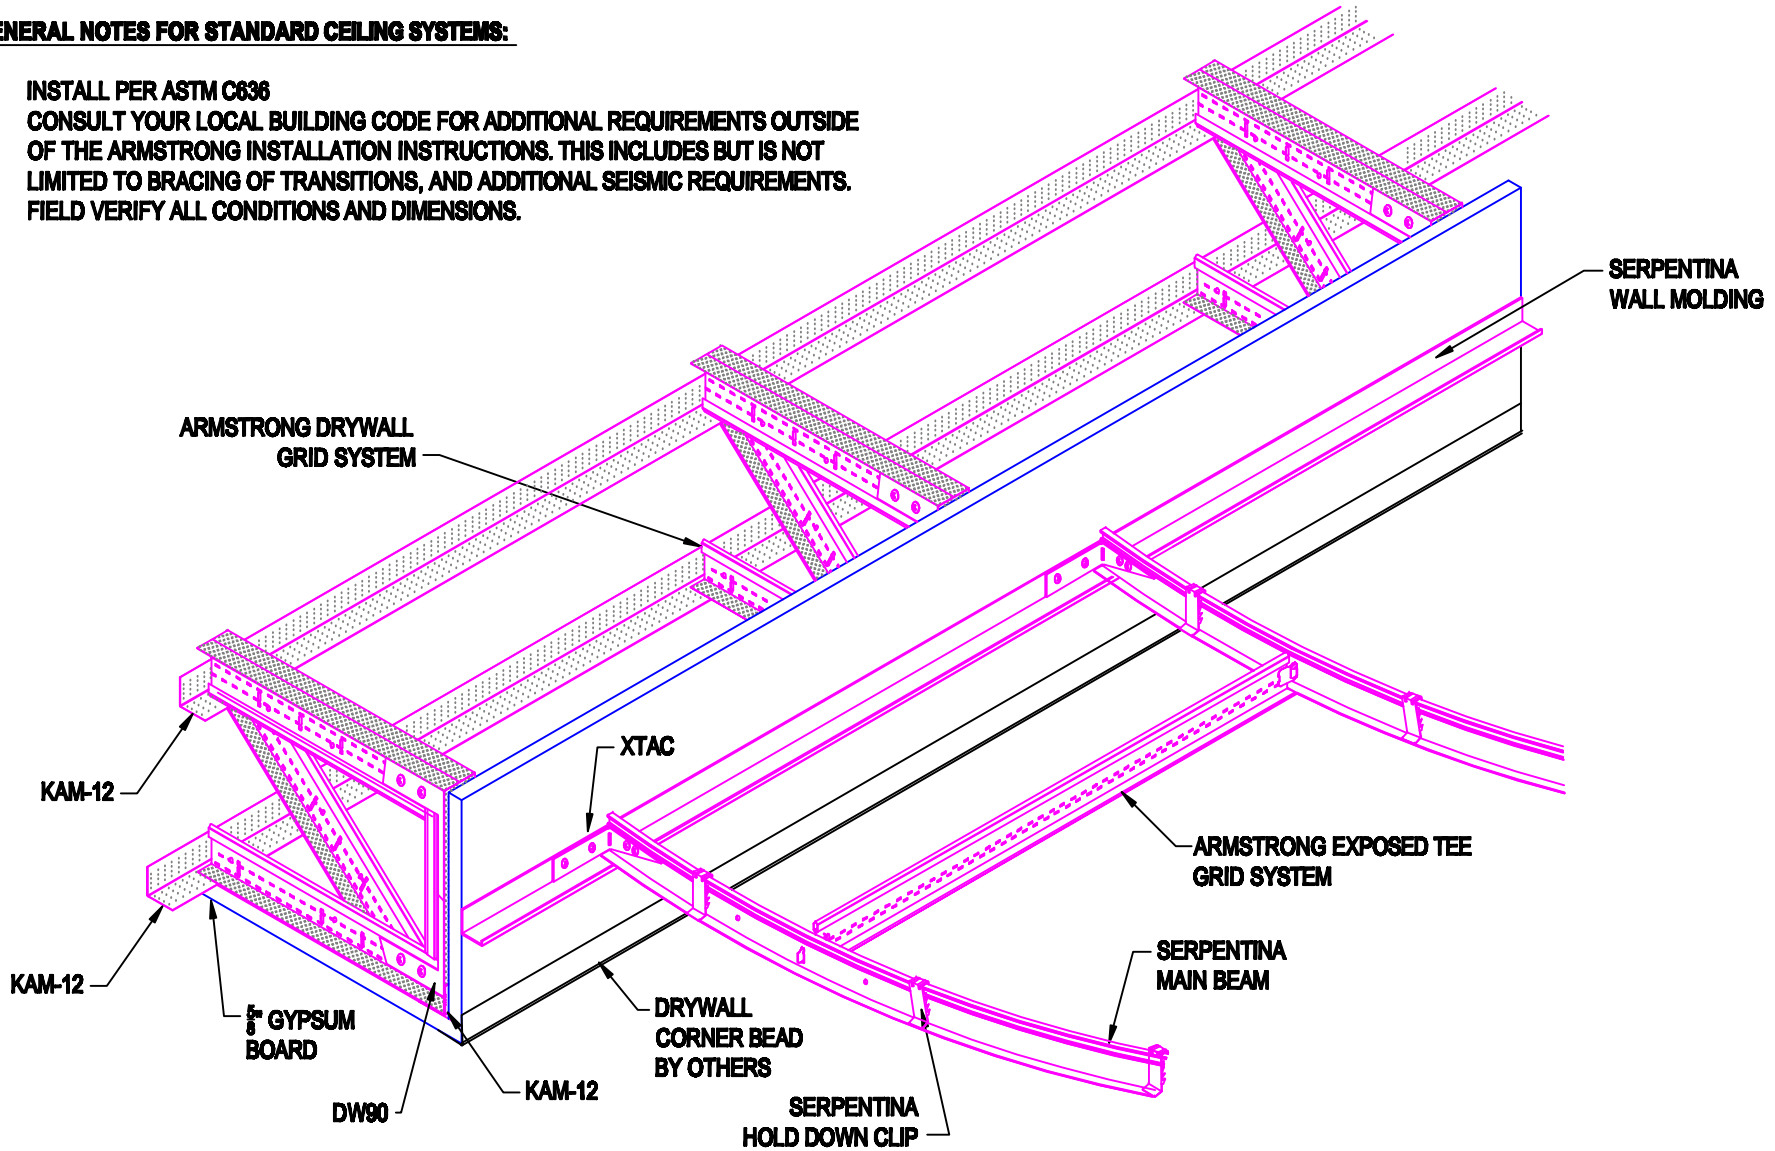 ENERAL NOTES FOR STANDARD CEILING SYSTEMS:
INSTALL PER ASTM C636
CONSULT YOUR LOCAL BUILDING CODE FOR ADDITIONAL REQUIREMENTS OUTSIDE
OF THE ARMSTRONG INSTALLATION INSTRUCTIONS. THIS INCLUDES BUT IS NOT
LIMITED TO BRACING OF TRANSITIONS, AND ADDITIONAL SEISMIC REQUIREMENTS.
FIELD VERIFY ALL CONDITIONS AND DIMENSIONS.
SERPENTINA
WALL MOLDING
ARMSTRONG DRYWALL
GRID SYSTEM
XTAC
KAM-12
ARMSTRONG EXPOSED TEE
GRID SYSTEM
SERPENTINA
MAIN BEAM
KAM-12
5/8" GYPSUM
BOARD
DRYWALL
CORNER BEAD
BY OTHERS
KAM-12
DW90
SERPENTINA
HOLD DOWN CLIP